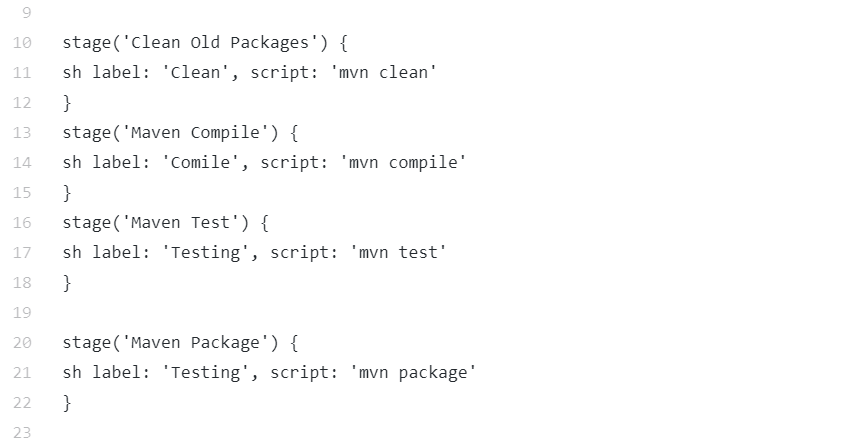 9
10 stage('Clean Old Packages') {
11 sh label: 'Clean', script: 'mvn clean'
12 }
13 stage('Maven Compile') {
14 sh label: 'Comile', script: 'mvn compile'
15 }
16 stage('Maven Test') {
17 sh label: 'Testing', script: 'mvn test'
18 }
19
20 stage('Maven Package') {
21 sh label: 'Testing', script: 'mvn package'
22 }
23